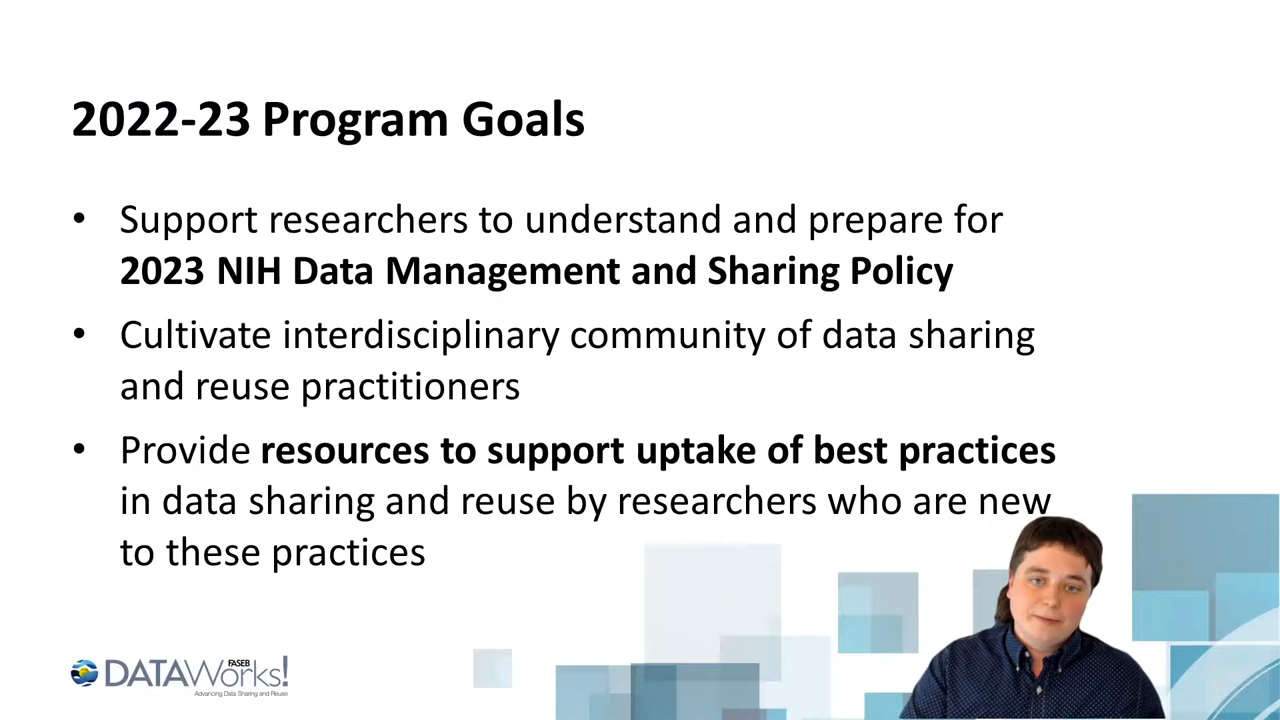 2022-23 Program Goals
• Support researchers to understand and prepare for
2023 NIH Data Management and Sharing Policy
• Cultivate interdisciplinary community of data sharing
and reuse practitioners
• Provide resources to support uptake of best practices
in data sharing and reuse by researchers who are new
to these practices
FASEB
DATAWorks!
Advancing Data Sharing and Reuse